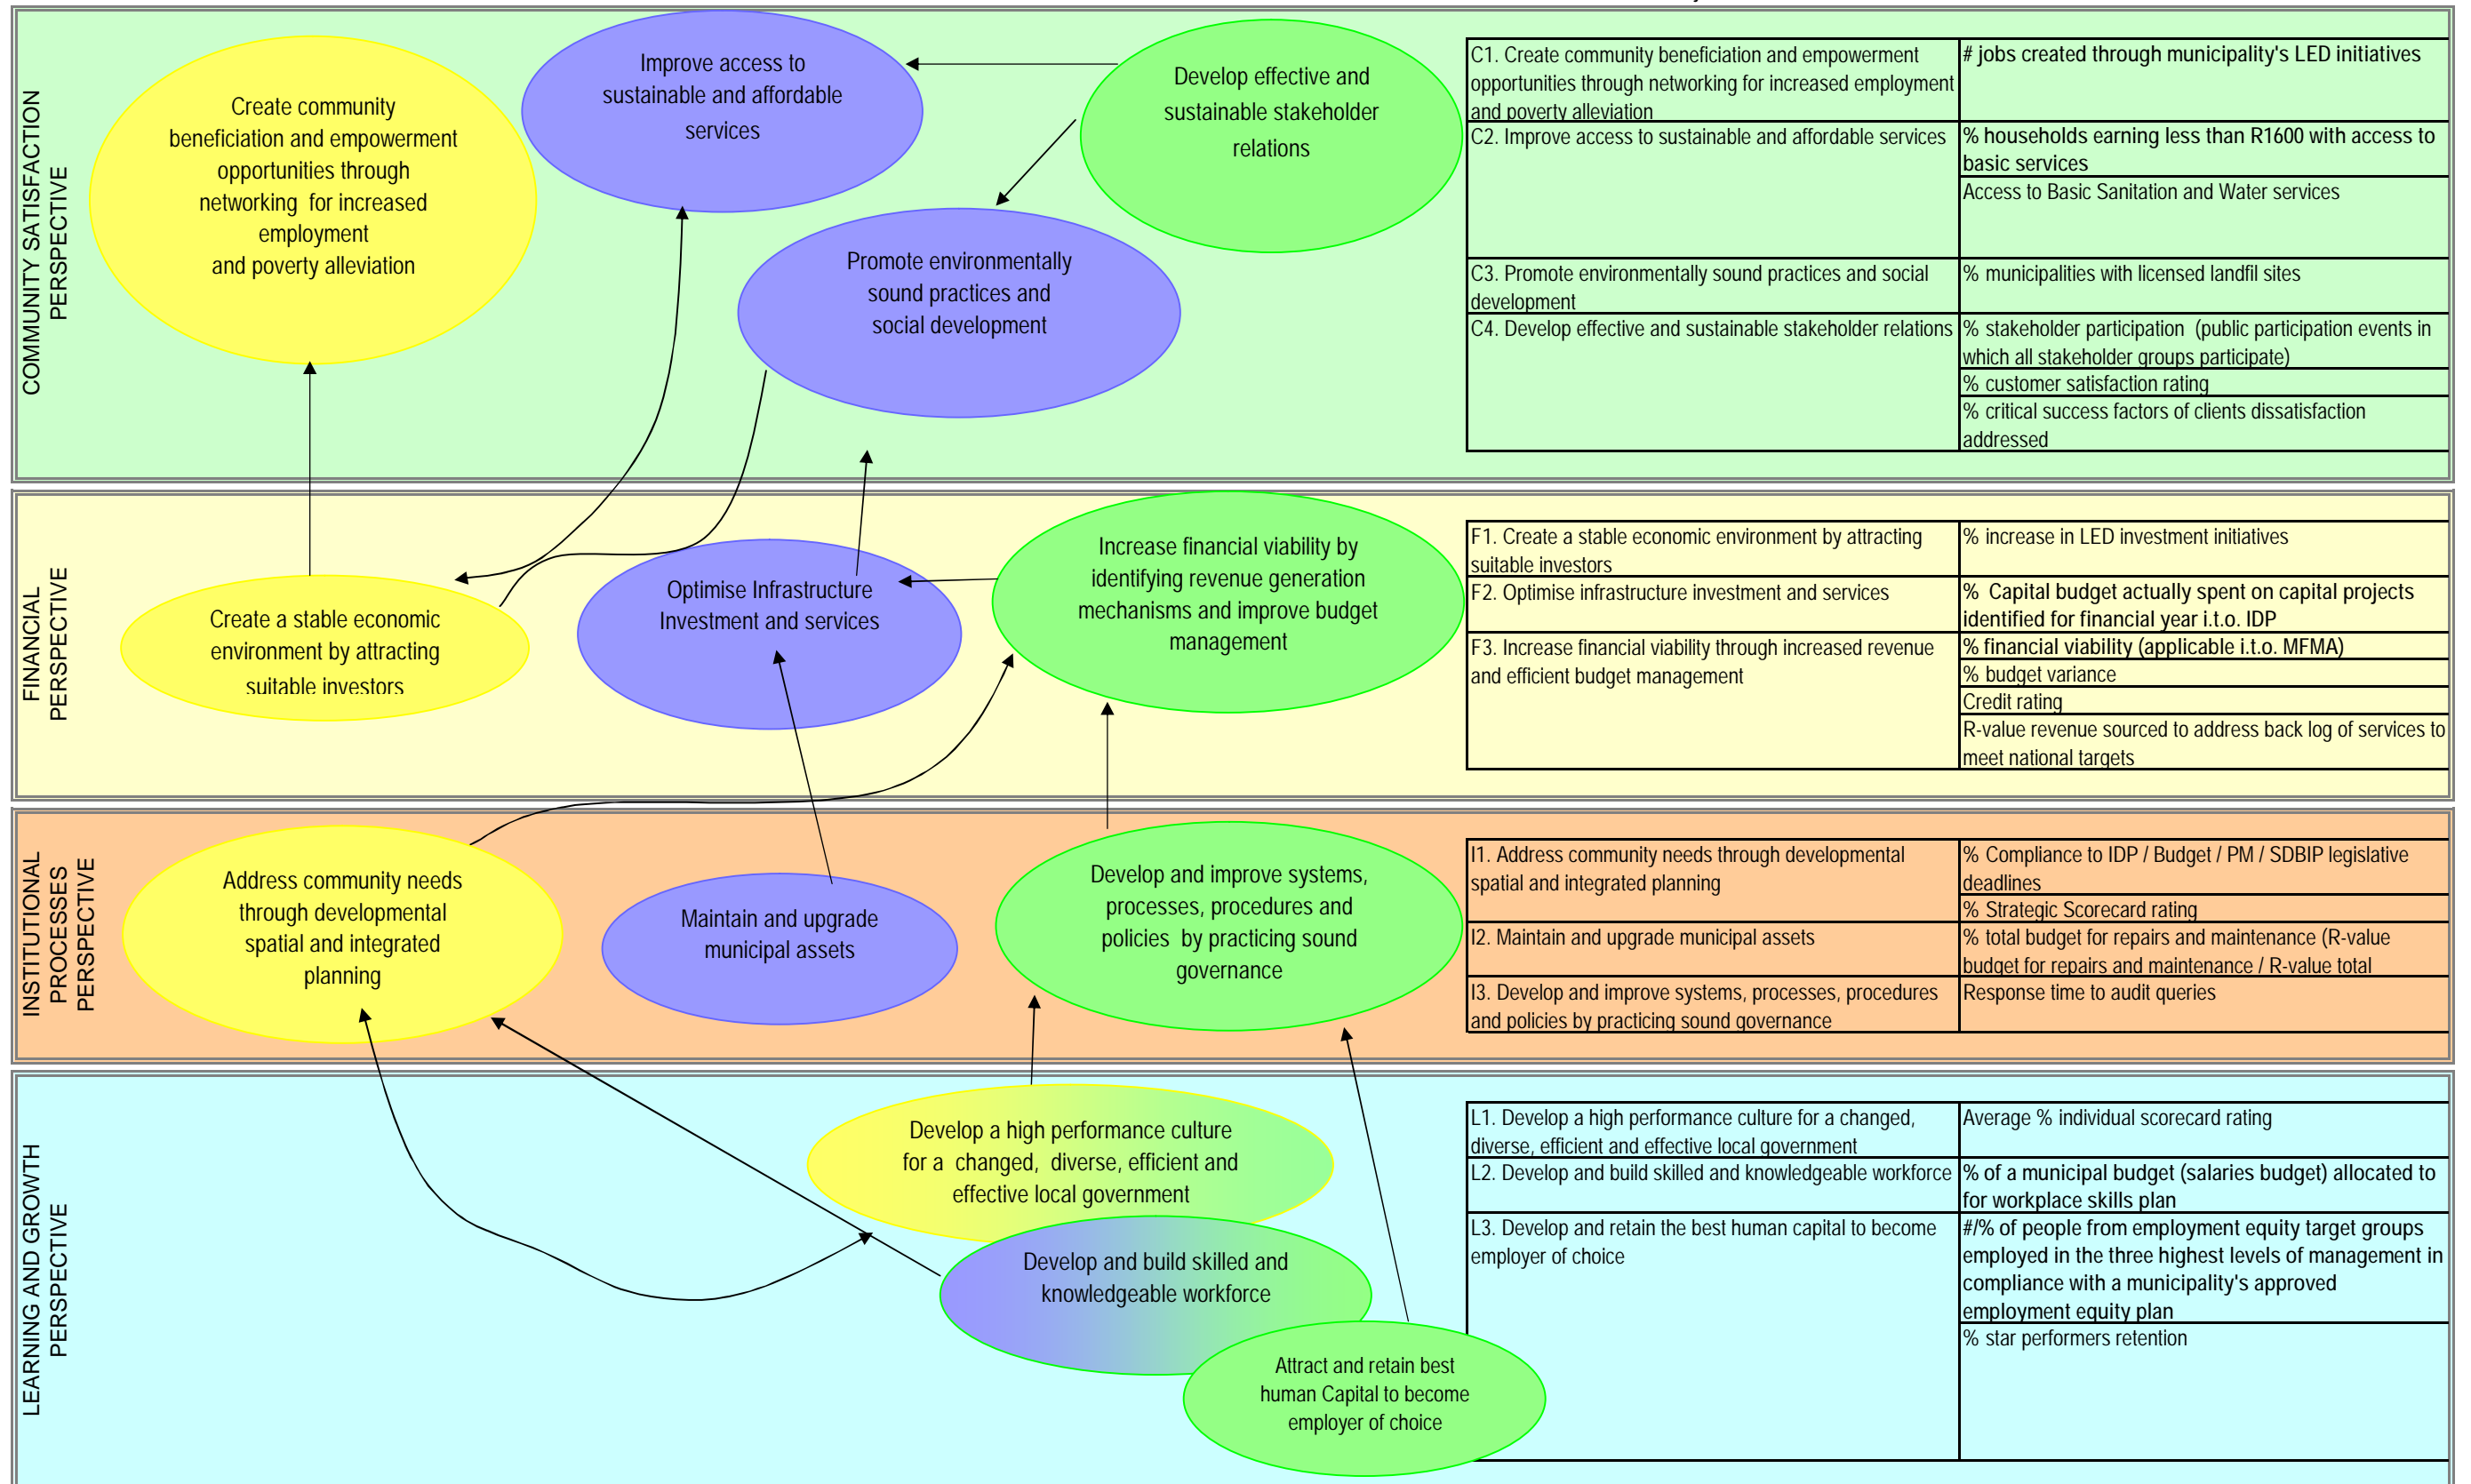 COMMUNITY SATISFACTION
PERSPECTIVE
Create community
beneficiation and empowerment
opportunities through
networking for increased
employment
and poverty alleviation
Improve access to
sustainable and affordable
services
Develop effective and
sustainable stakeholder
relations
Promote environmentally
sound practices and
social development
C1. Create community beneficiation and empowerment
opportunities through networking for increased employment
and poverty alleviation
# jobs created through municipality's LED initiatives
C2. Improve access to sustainable and affordable services
% households earning less than R1600 with access to
basic services
Access to Basic Sanitation and Water services
C3. Promote environmentally sound practices and social
development
% municipalities with licensed landfil sites
C4. Develop effective and sustainable stakeholder relations
% stakeholder participation (public participation events in
which all stakeholder groups participate)
% customer satisfaction rating
% critical success factors of clients dissatisfaction
addressed
FINANCIAL
PERSPECTIVE
Create a stable economic
environment by attracting
suitable investors
Optimise Infrastructure
Investment and services
Increase financial viability by
identifying revenue generation
mechanisms and improve budget
management
F1. Create a stable economic environment by attracting
suitable investors
% increase in LED investment initiatives
F2. Optimise infrastructure investment and services
% Capital budget actually spent on capital projects
identified for financial year i.t.o. IDP
F3. Increase financial viability through increased revenue
and efficient budget management
% financial viability (applicable i.t.o. MFMA)
% budget variance
Credit rating
R-value revenue sourced to address back log of services to
meet national targets
INSTITUTIONAL
PROCESSES
PERSPECTIVE
Address community needs
through developmental
spatial and integrated
planning
Maintain and upgrade
municipal assets
Develop and improve systems,
processes, procedures and
policies by practicing sound
governance
I1. Address community needs through developmental
spatial and integrated planning
% Compliance to IDP / Budget / PM / SDBIP legislative
deadlines
% Strategic Scorecard rating
I2. Maintain and upgrade municipal assets
% total budget for repairs and maintenance (R-value
budget for repairs and maintenance / R-value total
I3. Develop and improve systems, processes, procedures
and policies by practicing sound governance
Response time to audit queries
LEARNING AND GROWTH
PERSPECTIVE
Develop a high performance culture
for a changed, diverse, efficient and
effective local government
Develop and build skilled and
knowledgeable workforce
Attract and retain best
human Capital to become
employer of choice
L1. Develop a high performance culture for a changed,
diverse, efficient and effective local government
Average % individual scorecard rating
L2. Develop and build skilled and knowledgeable workforce
% of a municipal budget (salaries budget) allocated to
for workplace skills plan
L3. Develop and retain the best human capital to become
employer of choice
#/% of people from employment equity target groups
employed in the three highest levels of management in
compliance with a municipality's approved
employment equity plan
% star performers retention